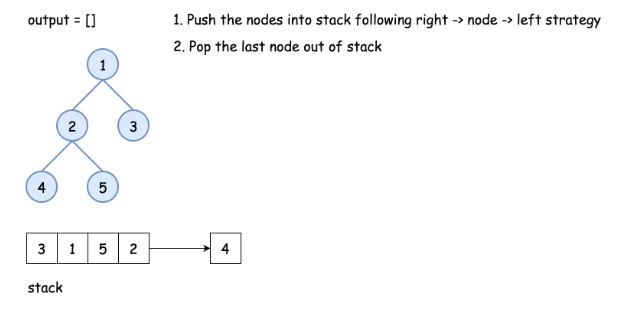 output = []
1. Push the nodes into stack following right -> node -> left strategy
2. Pop the last node out of stack
1
2 3
4 5
3 1 5 2 4
stack